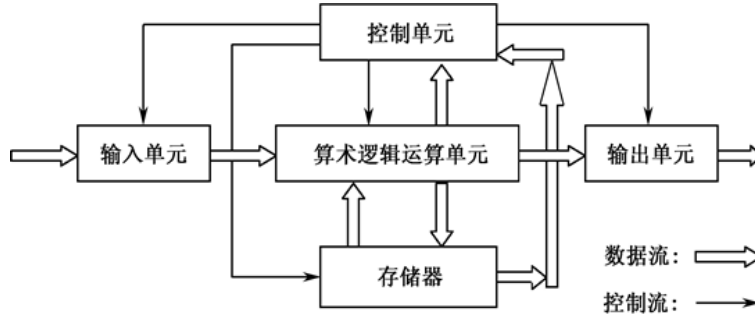 控制单元
输入单元
算术逻辑运算单元
输出单元
存储器
数据流：
控制流：